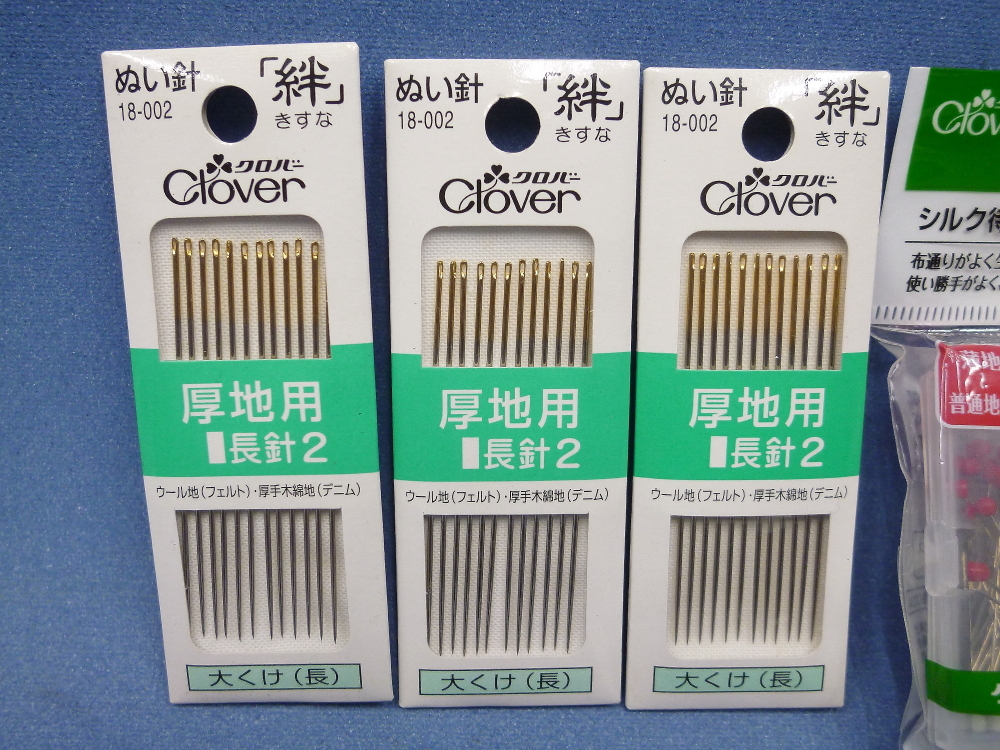 ぬい針
18-002
「絆」
きずな
クロバー
Clover
厚地用
長針2
ウール地(フェルト)・厚手木綿地(デニム)
大くけ(長)
ぬい針
18-002
「絆」
きずな
クロバー
Clover
厚地用
長針2
ウール地(フェルト)・厚手木綿地(デニム)
大くけ(長)
ぬい針
18-002
「絆」
きずな
クロバー
Clover
厚地用
長針2
ウール地(フェルト)・厚手木綿地(デニム)
大くけ(長)
Clov
シルク待
布通りがよく
使い勝手がよく
薄地
普通地